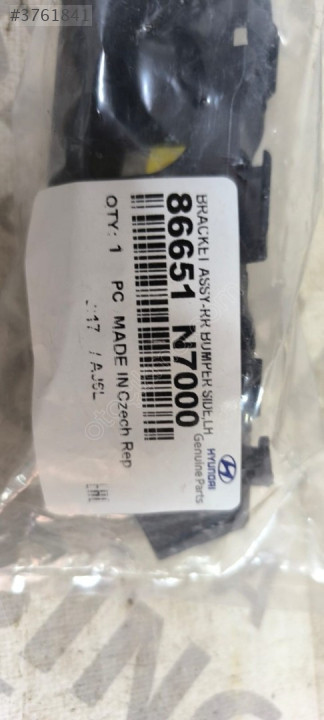 #3761841
BRACKET ASSY-RR BUMPER SIDE,LH
86651 N7000
QTY: 1 PC MADE IN Czech Rep
HYUNDAI
Genuine Parts